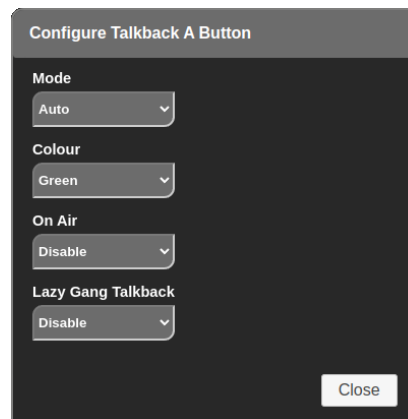 Configure Talkback A Button
Mode
Auto
Colour
Green
On Air
Disable
Lazy Gang Talkback
Disable
Close